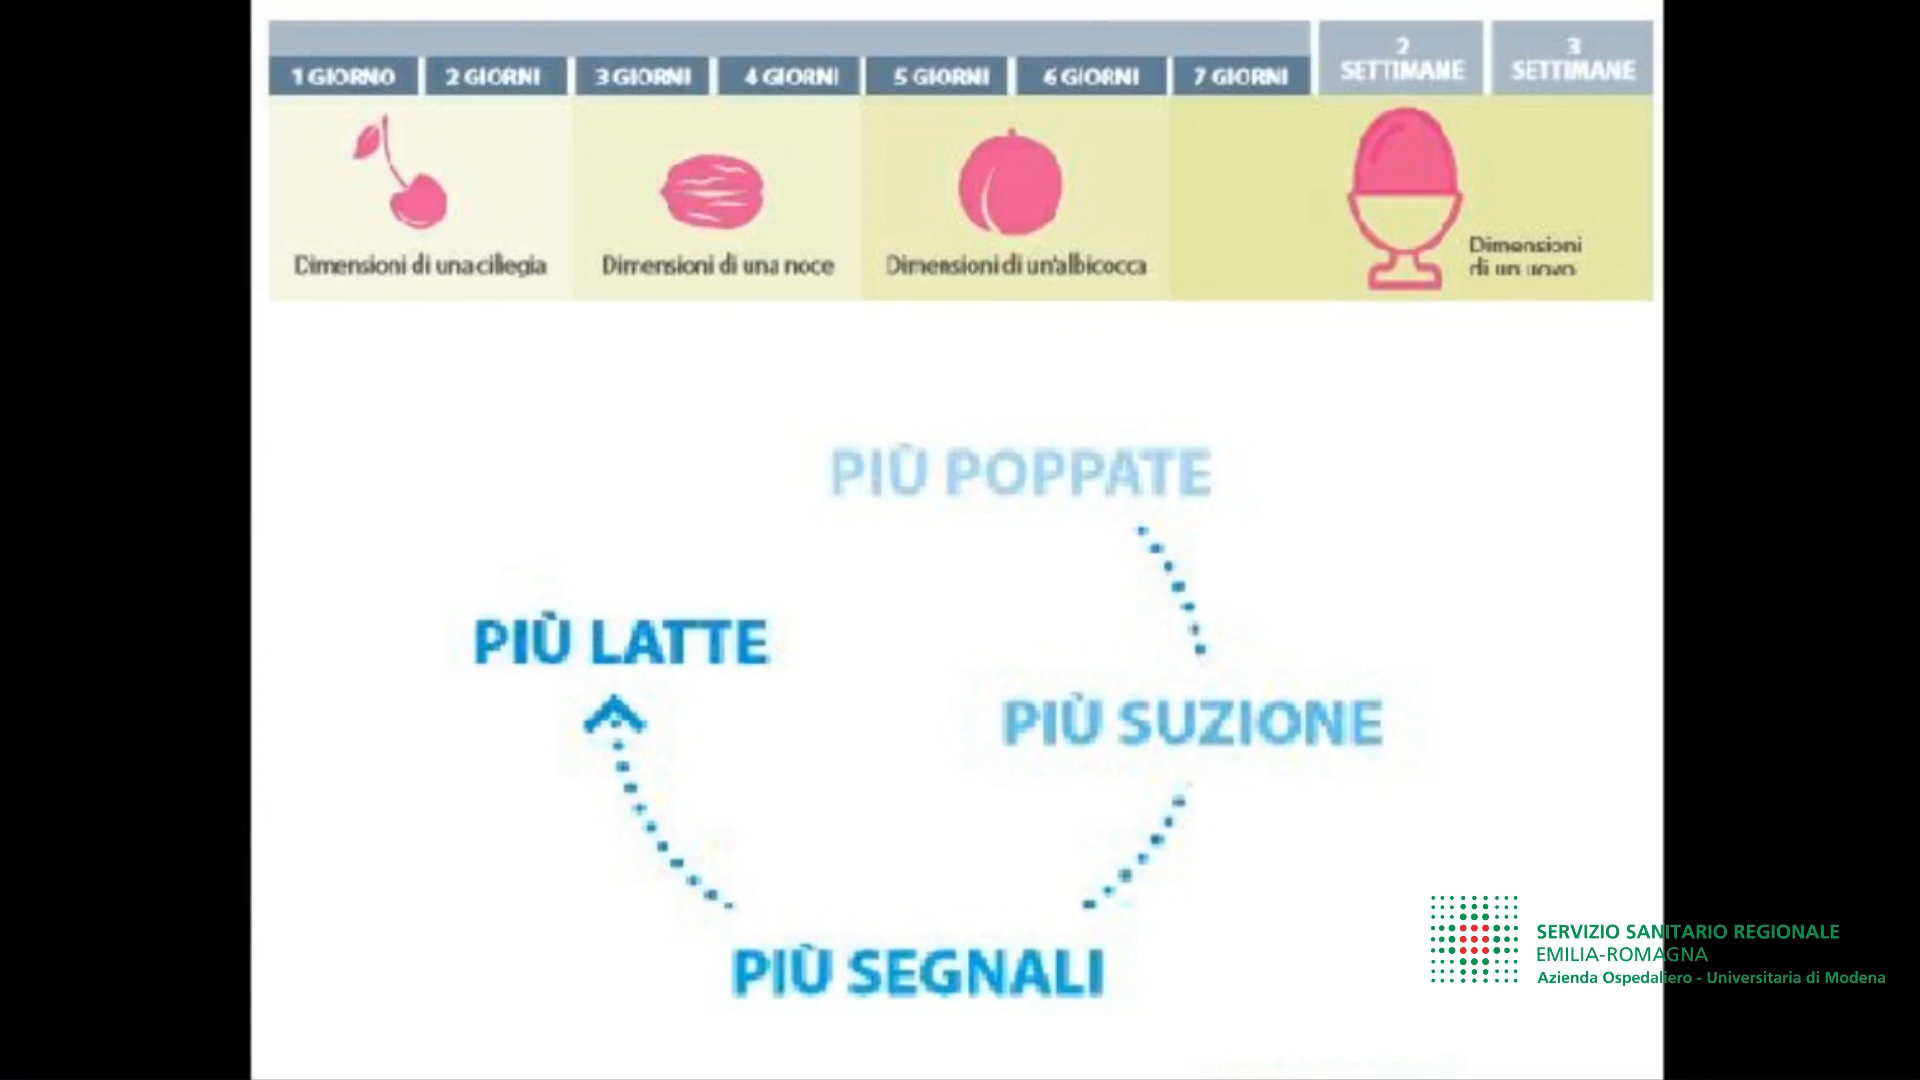 1 GIORNO 2 GIORNI 3 GIORNI 4 GIORNI 5 GIORNI 6 GIORNI 7 GIORNI 2 SETTIMANE 3 SETTIMANE
Dimensioni di una ciliegia
Dimensioni di una noce
Dimensioni di un'albicocca
Dimensioni
di un uovo
PIÙ POPPATE
PIÙ LATTE
PIÙ SUZIONE
PIÙ SEGNALI
SERVIZIO SANITARIO REGIONALE
EMILIA-ROMAGNA
Azienda Ospedaliero - Universitaria di Modena